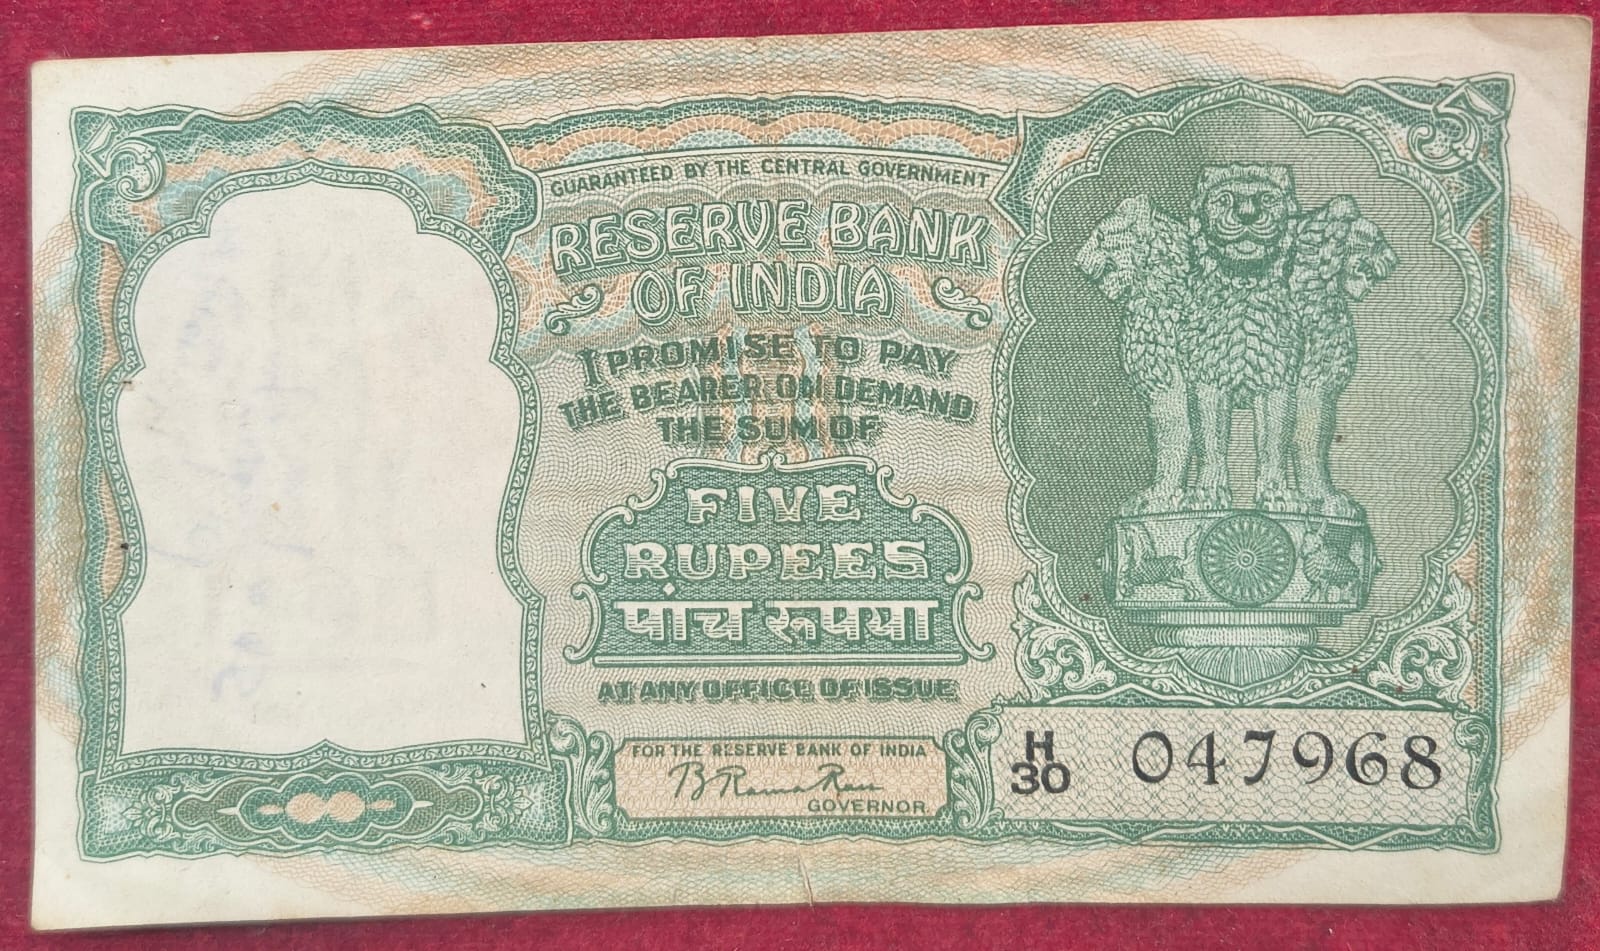 5 5
GUARANTEED BY THE CENTRAL GOVERNMENT
RESERVE BANK
OF INDIA
I PROMISE TO PAY
THE BEARER ON DEMAND
THE SUM OF
FIVE
RUPEES
पांच रूपया
AT ANY OFFICE OF ISSUE
FOR THE RESERVE BANK OF INDIA
B Rama Rau
GOVERNOR.
H
30 047968